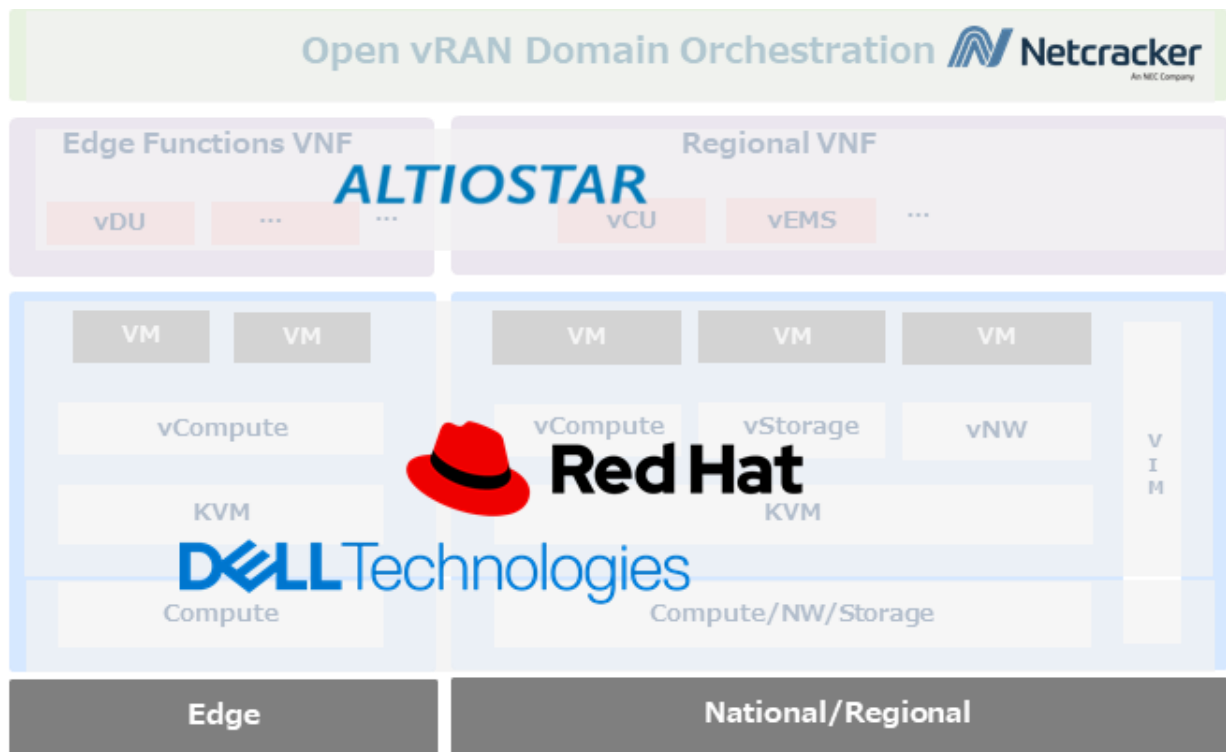 Open vRAN Domain Orchestration Netcracker
An NEC Company
Edge Functions VNF
Regional VNF
ALTIOSTAR
vDU
...
...
vCU
vEMS
...
VM
VM
VM
VM
VM
vCompute
vCompute
vStorage
vNW
VIM
Red Hat
KVM
KVM
DELL Technologies
Compute
Compute/NW/Storage
Edge
National/Regional